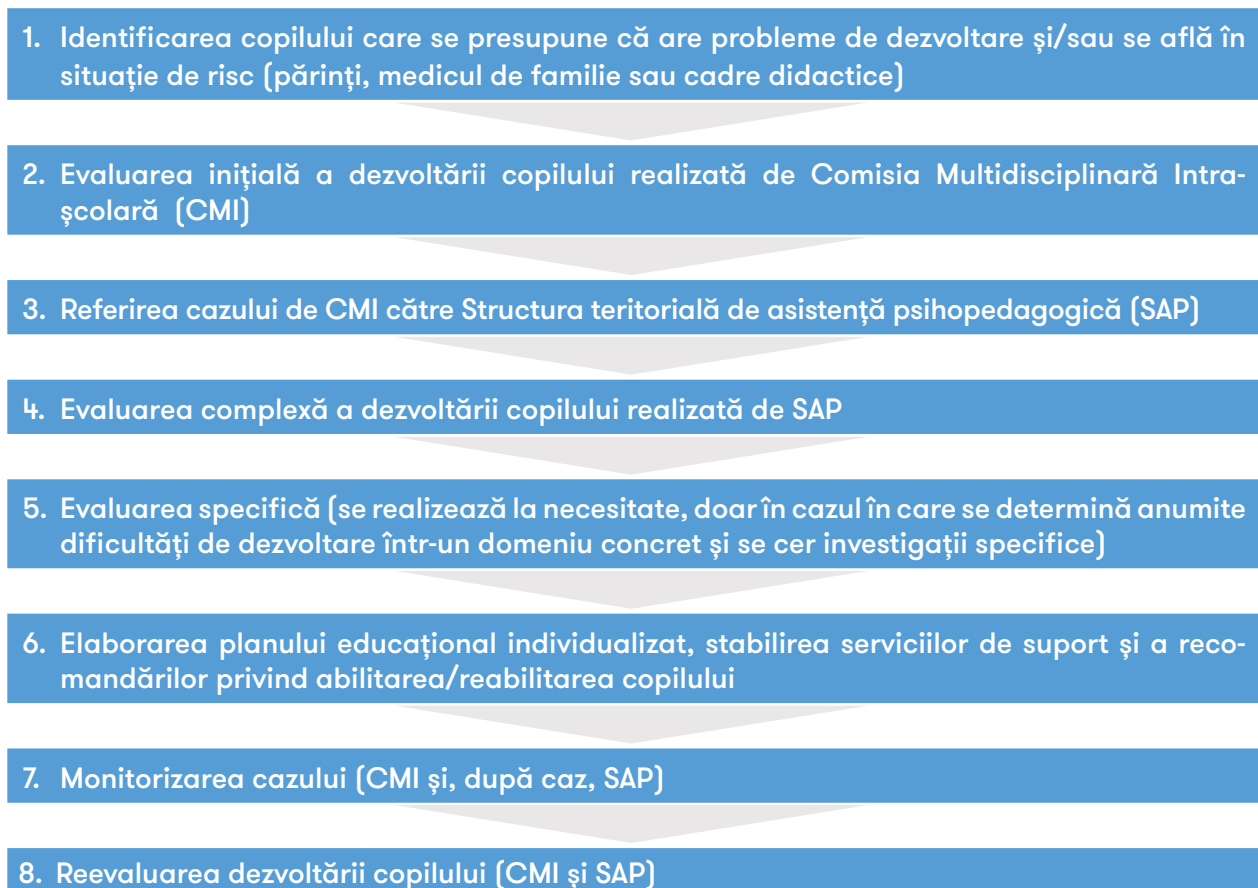 1. Identificarea copilului care se presupune că are probleme de dezvoltare și/sau se află în
situație de risc (părinți, medicul de familie sau cadre didactice)
2. Evaluarea inițială a dezvoltării copilului realizată de Comisia Multidisciplinară Intra-
școlară (CMI)
3. Referirea cazului de CMI către Structura teritorială de asistență psihopedagogică (SAP)
4. Evaluarea complexă a dezvoltării copilului realizată de SAP
5. Evaluarea specifică (se realizează la necesitate, doar în cazul în care se determină anumite
dificultăți de dezvoltare într-un domeniu concret și se cer investigații specifice)
6. Elaborarea planului educațional individualizat, stabilirea serviciilor de suport și a reco-
mandărilor privind abilitarea/reabilitarea copilului
7. Monitorizarea cazului (CMI și, după caz, SAP)
8. Reevaluarea dezvoltării copilului (CMI și SAP)